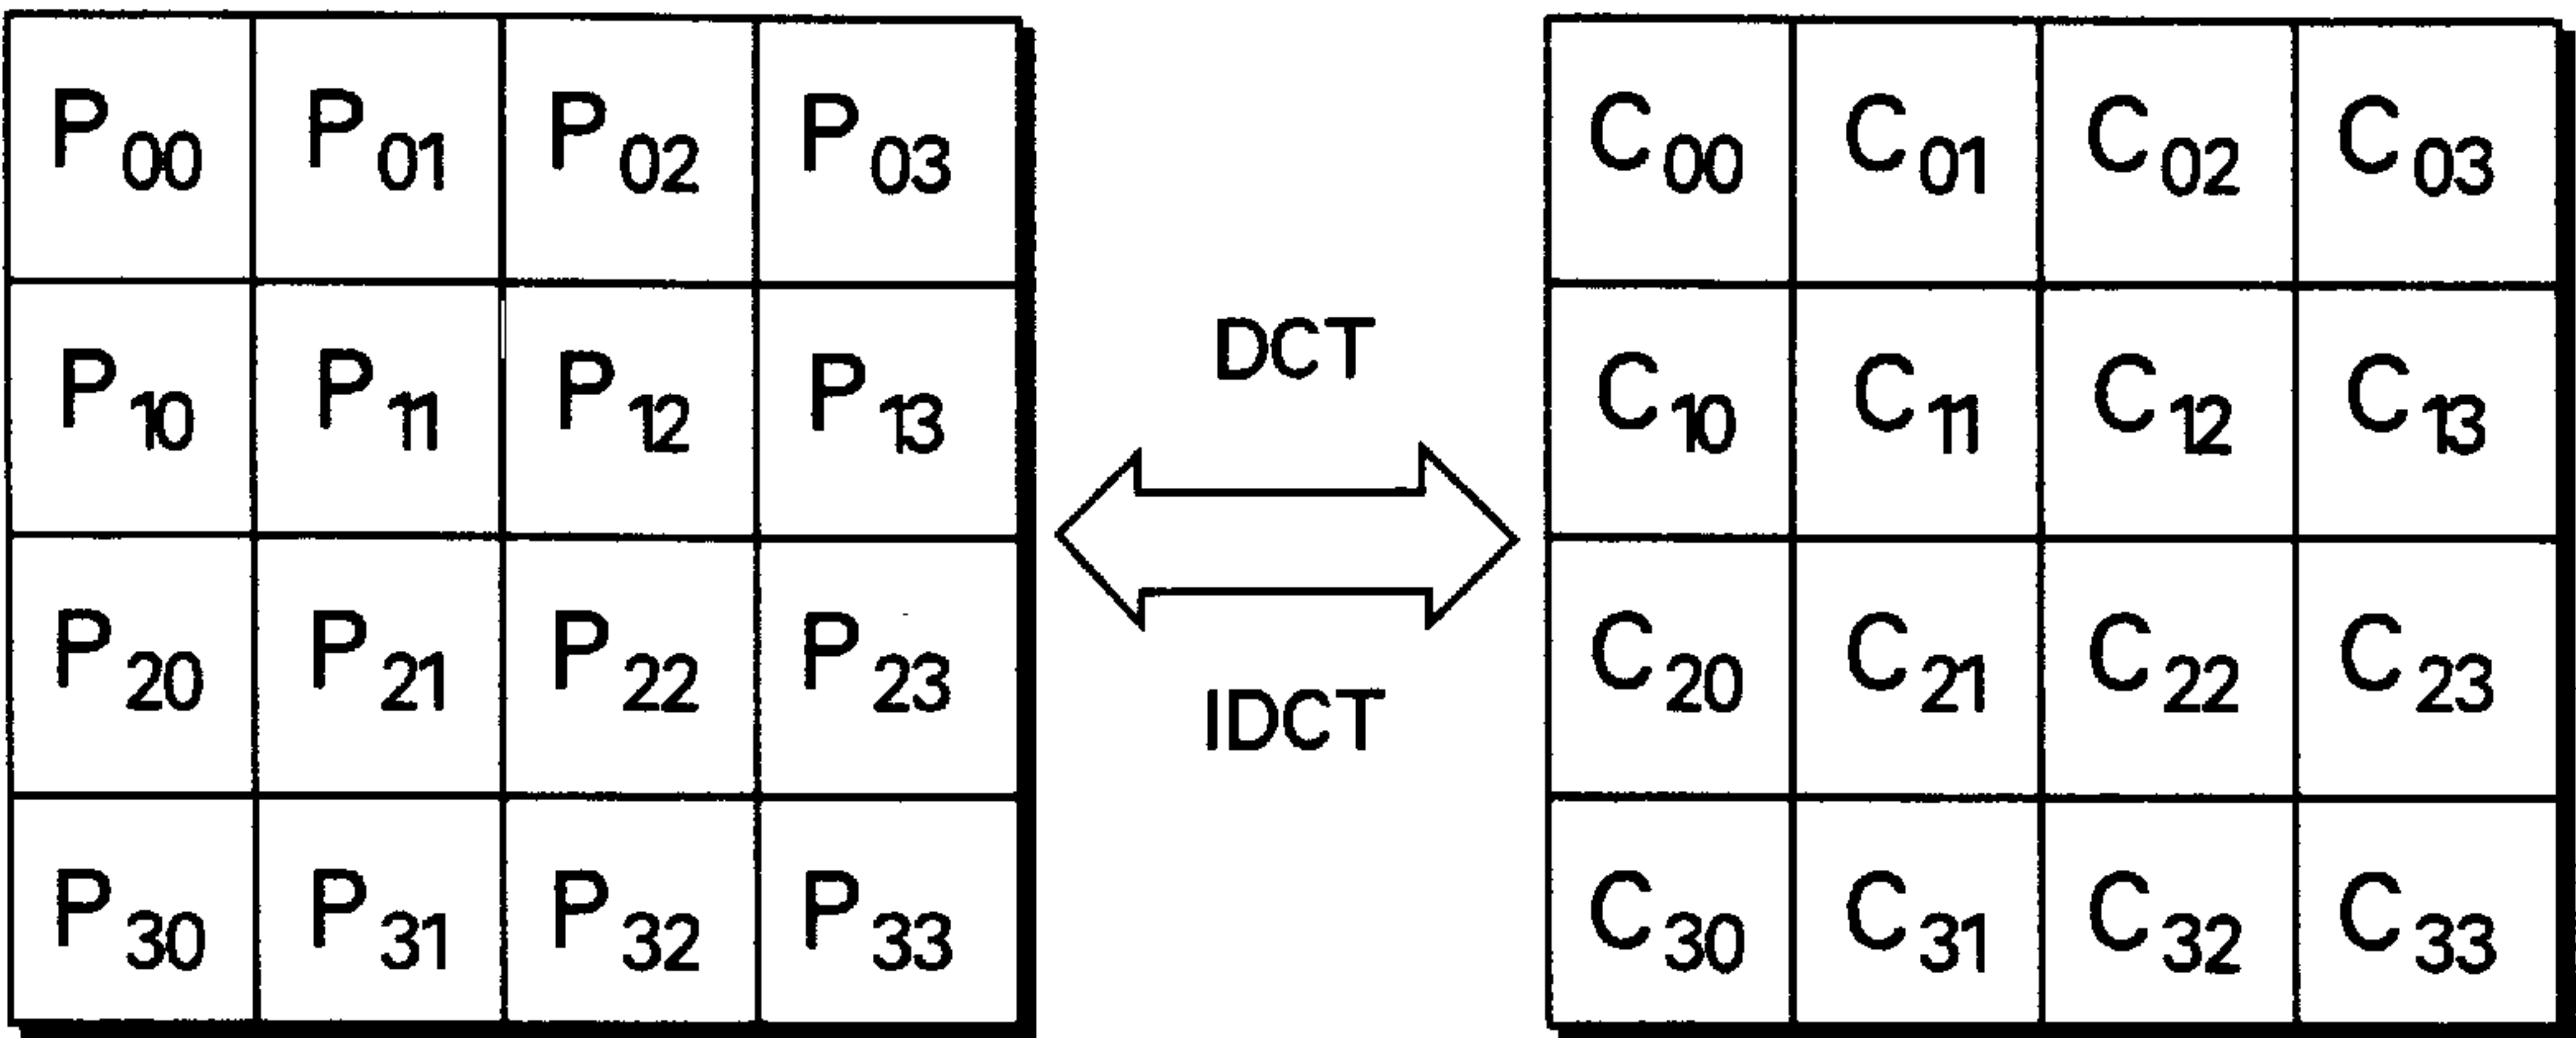 P00 P01 P02 P03
P10 P11 P12 P13
P20 P21 P22 P23
P30 P31 P32 P33
DCT
IDCT
C00 C01 C02 C03
C10 C11 C12 C13
C20 C21 C22 C23
C30 C31 C32 C33